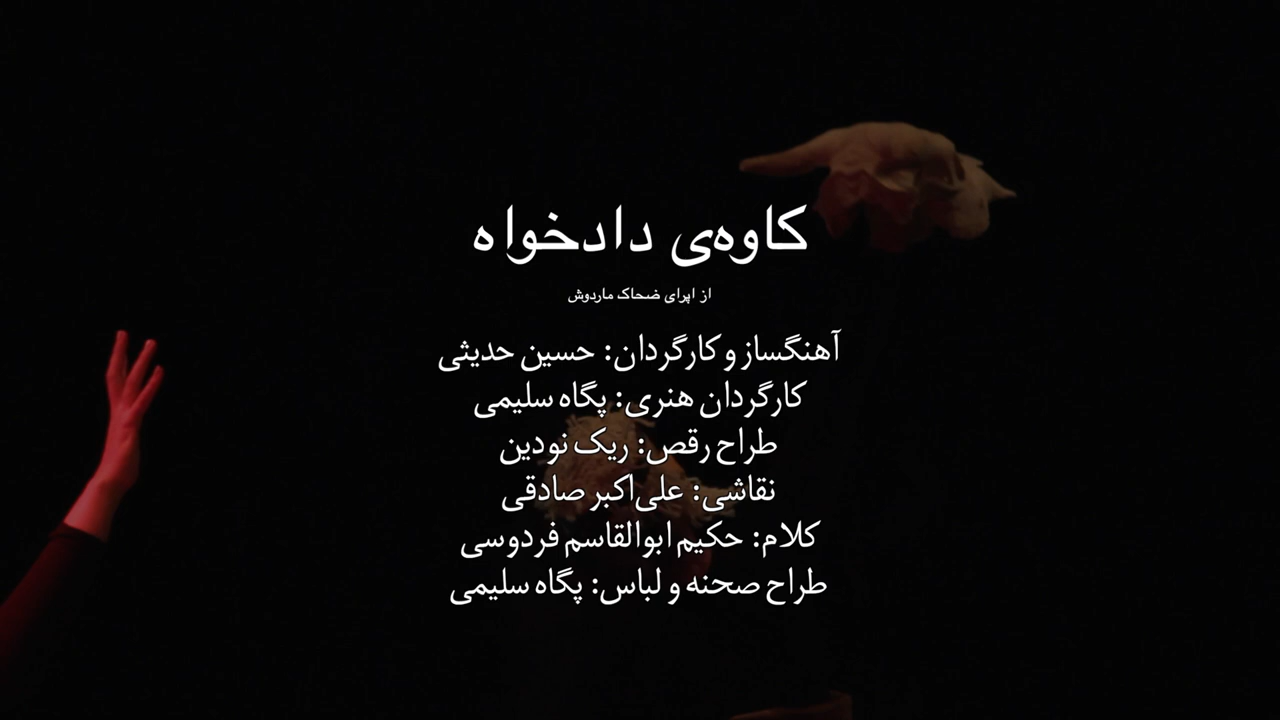 کاوه‌ی دادخواه
از اپرای ضحاک ماردوش
آهنگساز و کارگردان: حسین حدیثی
کارگردان هنری: پگاه سلیمی
طراح رقص: ریک نودین
نقاشی: علی‌اکبر صادقی
کلام: حکیم ابوالقاسم فردوسی
طراح صحنه و لباس: پگاه سلیمی